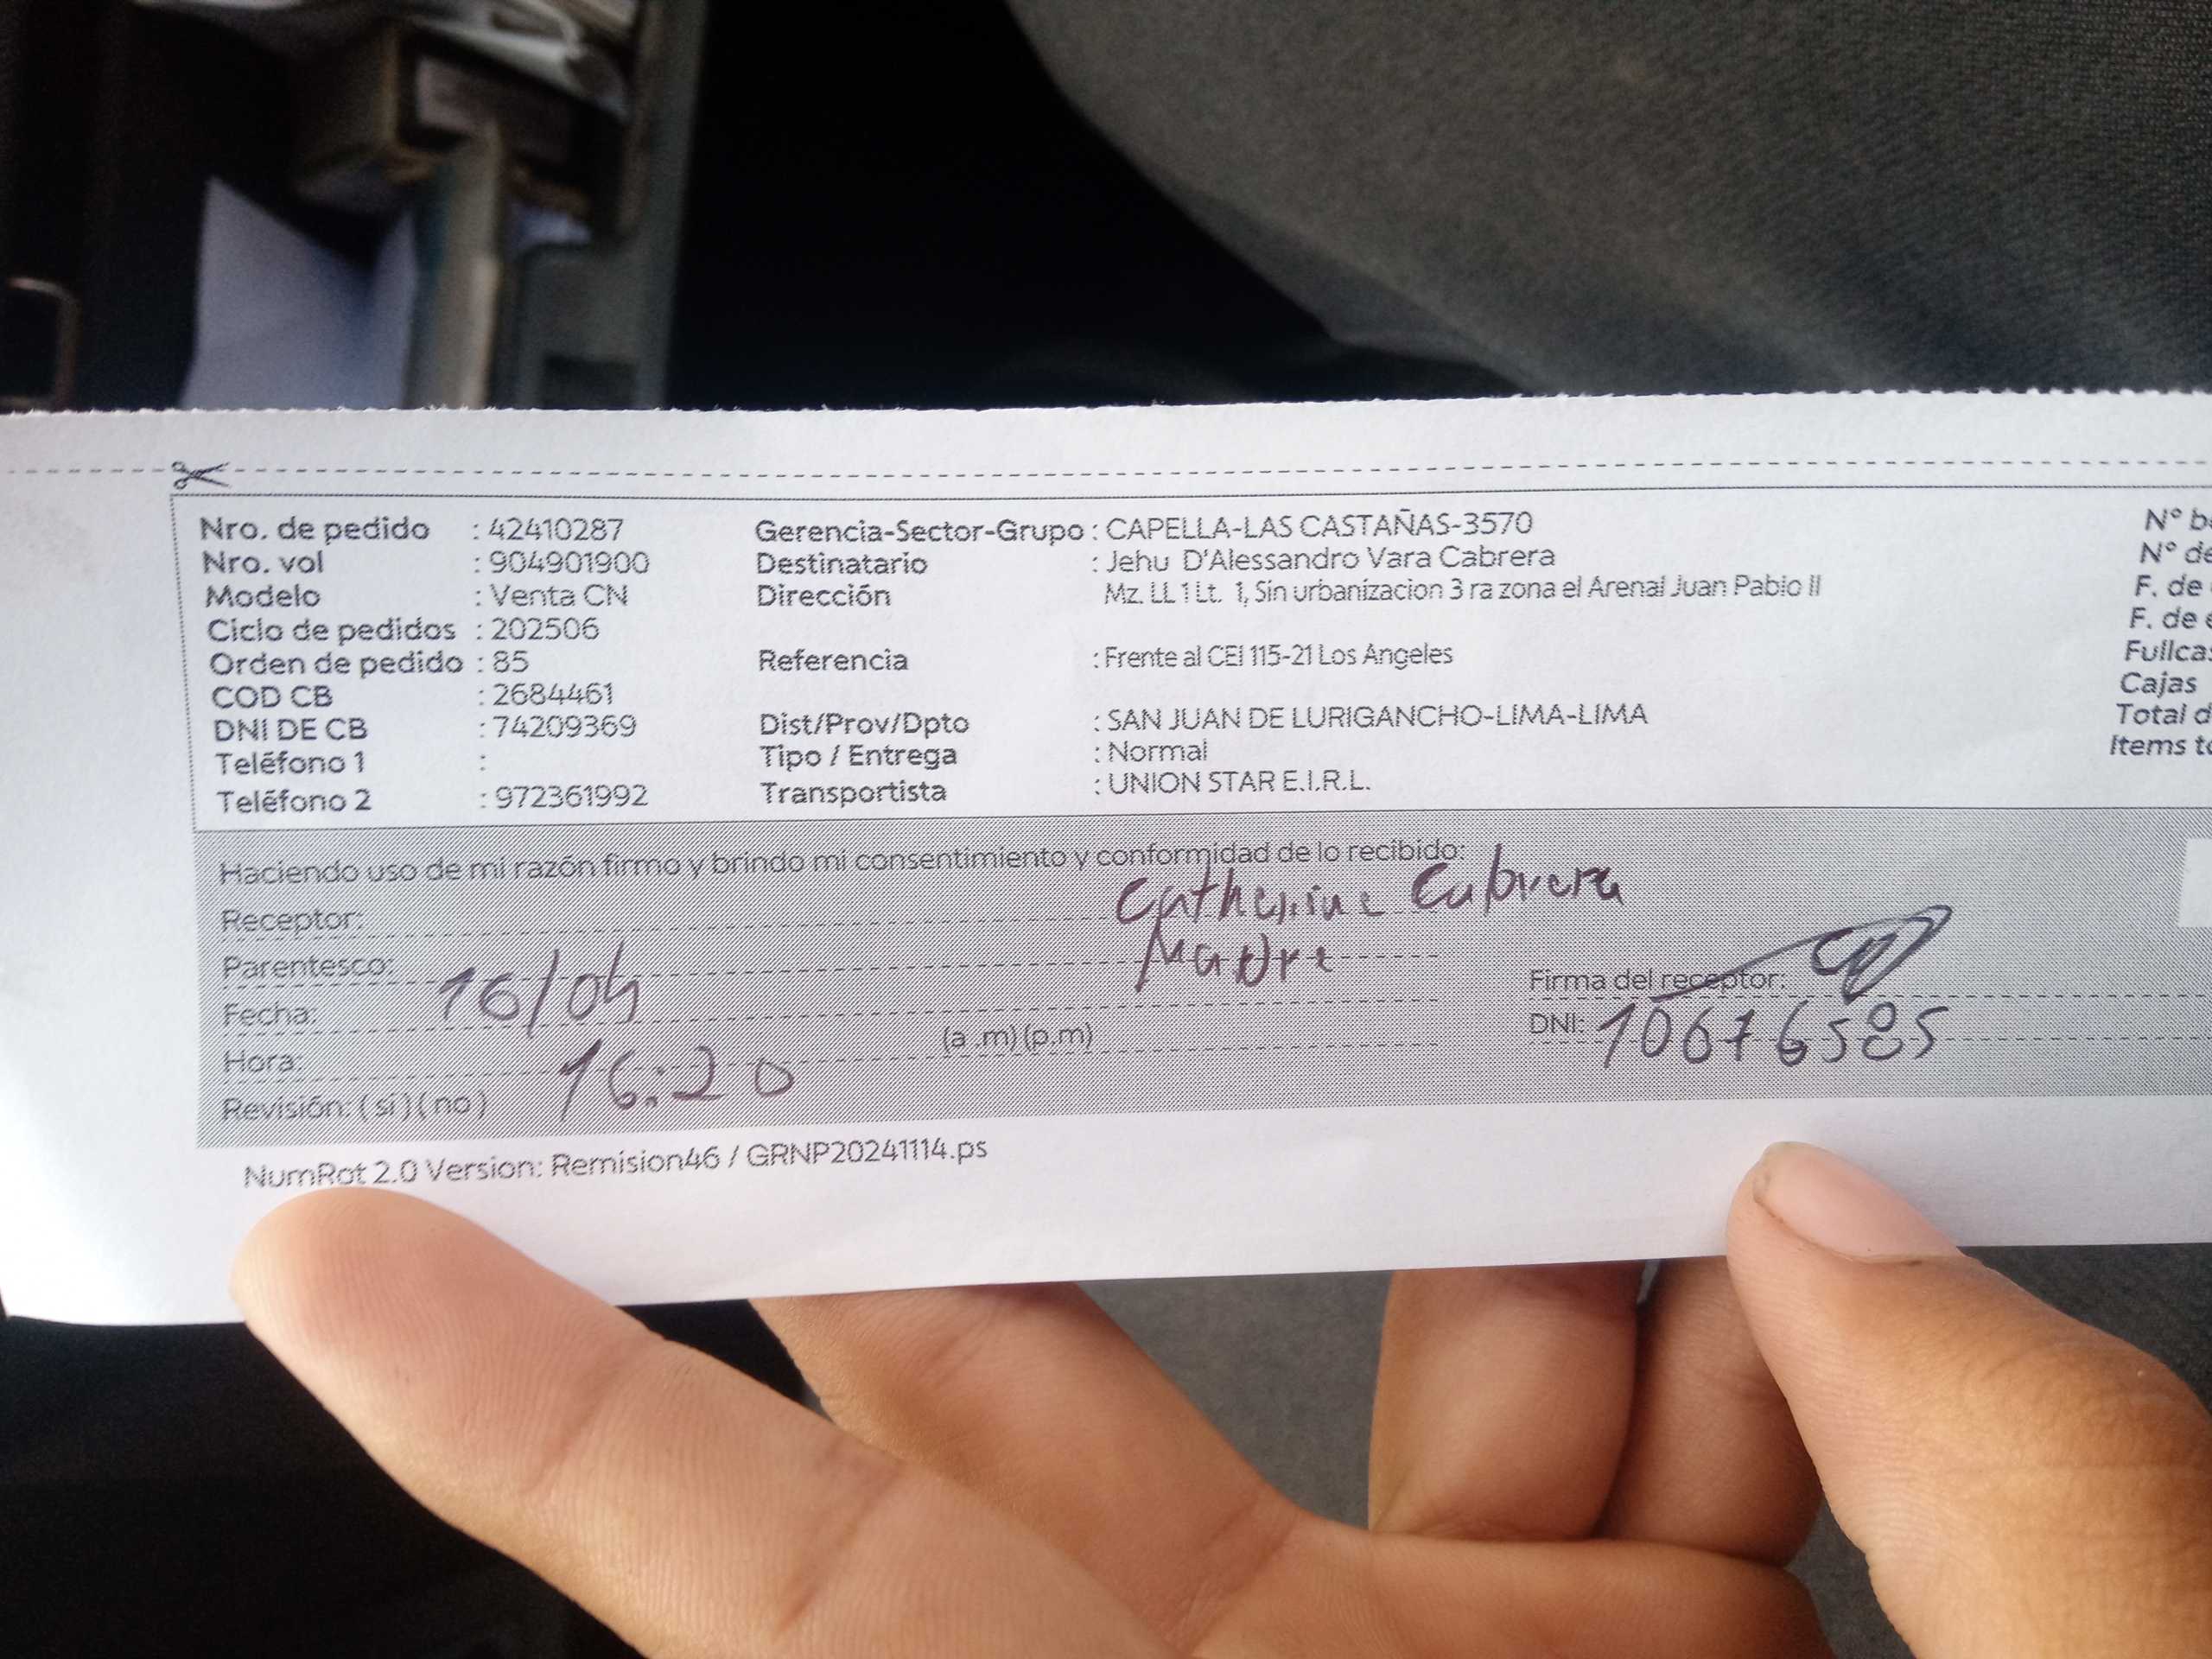 Nro. de pedido : 42410287 Gerencia-Sector-Grupo : CAPELLA-LAS CASTAÑAS-3570 N°
Nro. vol : 904901900 Destinatario : Jehu D'Alessandro Vara Cabrera N° de
Modelo : Venta CN Dirección : Mz. LL 1 Lt. 1, Sin urbanizacion 3 ra zona el Arenal Juan Pablo II F. de
Ciclo de pedidos : 202506 F. de
Orden de pedido : 85 Referencia : Frente al CEI 115-21 Los Angeles
COD CB : 2684461 Cajas
DNI DE CB : 74209369 Dist/Prov/Dpto : SAN JUAN DE LURIGANCHO-LIMA-LIMA Total
Teléfono 1 : Tipo / Entrega : Normal Items
Teléfono 2 : 972361992 Transportista : UNION STAR E.I.R.L.
Haciendo uso de mi razón firmo y brindo mi consentimiento y conformidad de lo recibido:
Receptor: Catherine Cabrera
Parentesco: Madre
Firma del receptor:
Fecha: 16/04
DNI: 10676585
Hora: 16:20 (a .m) (p.m)
Revisión: ( si ) ( no )
NumRot 2.0 Version: Remision46 / GRNP20241114.ps